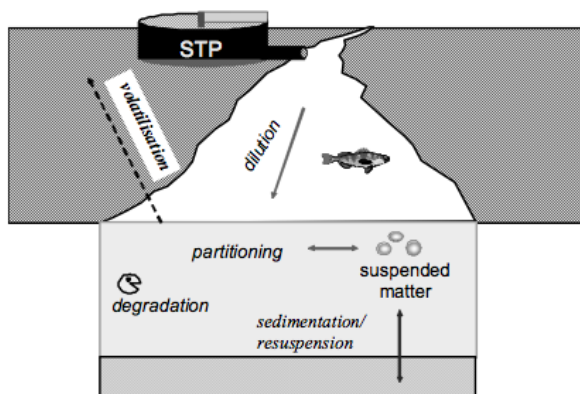 STP
volatilisation
dilution
partitioning
suspended
matter
degradation
sedimentation/
resuspension